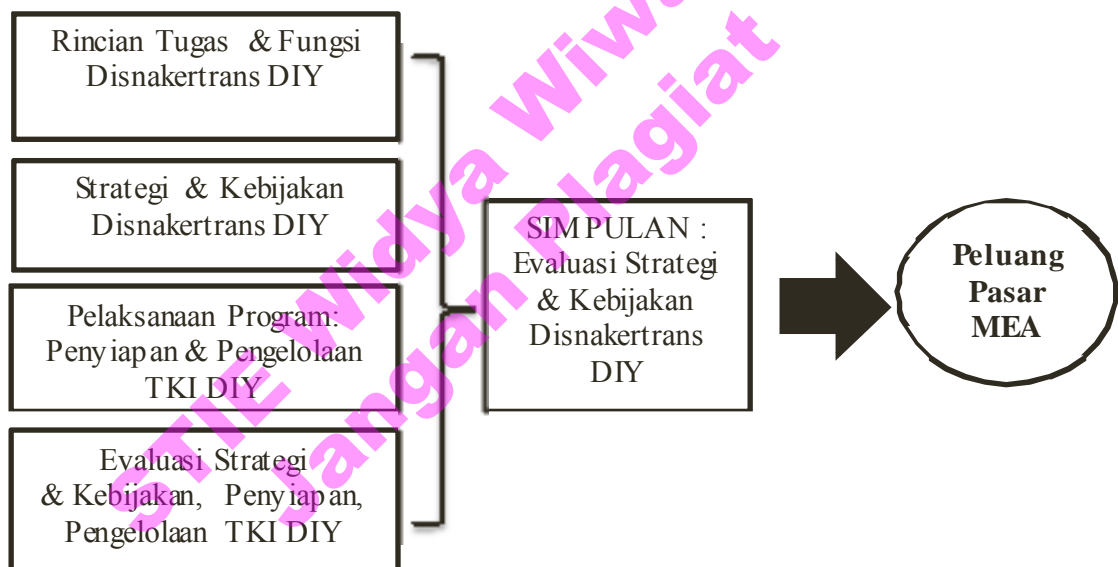 Rincian Tugas & Fungsi
Disnakertrans DIY
Strategi & Kebijakan
Disnakertrans DIY
Pelaksanaan Program:
Penyiapan & Pengelolaan
TKI DIY
Evaluasi Strategi
& Kebijakan, Penyiapan,
Pengelolaan TKI DIY
SIMPULAN :
Evaluasi Strategi
& Kebijakan
Disnakertrans
DIY
Peluang
Pasar
MEA
STIE Widya
Jangan Plagiat